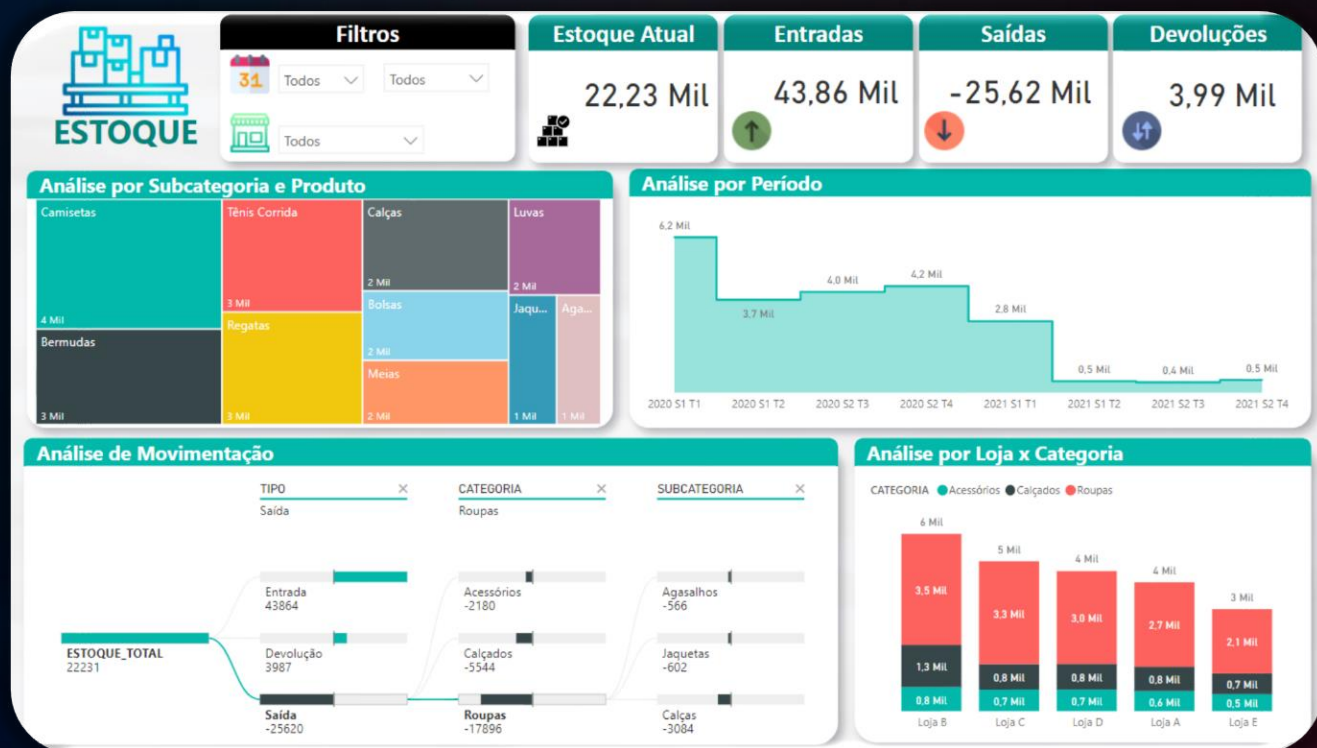 ESTOQUE
Filtros
31
Todos
Todos
Todos
Estoque Atual
22,23 Mil
Entradas
43,86 Mil
Saídas
-25,62 Mil
Devoluções
3,99 Mil
Análise por Subcategoria e Produto
Camisetas
4 Mil
Bermudas
3 Mil
Tênis Corrida
3 Mil
Regatas
3 Mil
Calças
2 Mil
Bolsas
2 Mil
Meias
2 Mil
Luvas
2 Mil
Jaqu...
1 Mil
Aga...
1 Mil
Análise por Período
6,2 Mil
3,7 Mil
4,0 Mil
4,2 Mil
2,8 Mil
0,5 Mil
0,4 Mil
0,5 Mil
2020 S1 T1
2020 S1 T2
2020 S2 T3
2020 S2 T4
2021 S1 T1
2021 S1 T2
2021 S2 T3
2021 S2 T4
Análise de Movimentação
TIPO
Saída
CATEGORIA
Roupas
SUBCATEGORIA
ESTOQUE_TOTAL
22231
Entrada
43864
Devolução
3987
Saída
-25620
Acessórios
-2180
Calçados
-5544
Roupas
-17896
Agasalhos
-566
Jaquetas
-602
Calças
-3084
Análise por Loja x Categoria
CATEGORIA Acessórios Calçados Roupas
6 Mil
3,5 Mil
1,3 Mil
0,8 Mil
Loja B
5 Mil
3,3 Mil
0,8 Mil
0,7 Mil
Loja C
4 Mil
3,0 Mil
0,8 Mil
0,7 Mil
Loja D
4 Mil
2,7 Mil
0,8 Mil
0,6 Mil
Loja A
3 Mil
2,1 Mil
0,7 Mil
0,5 Mil
Loja E